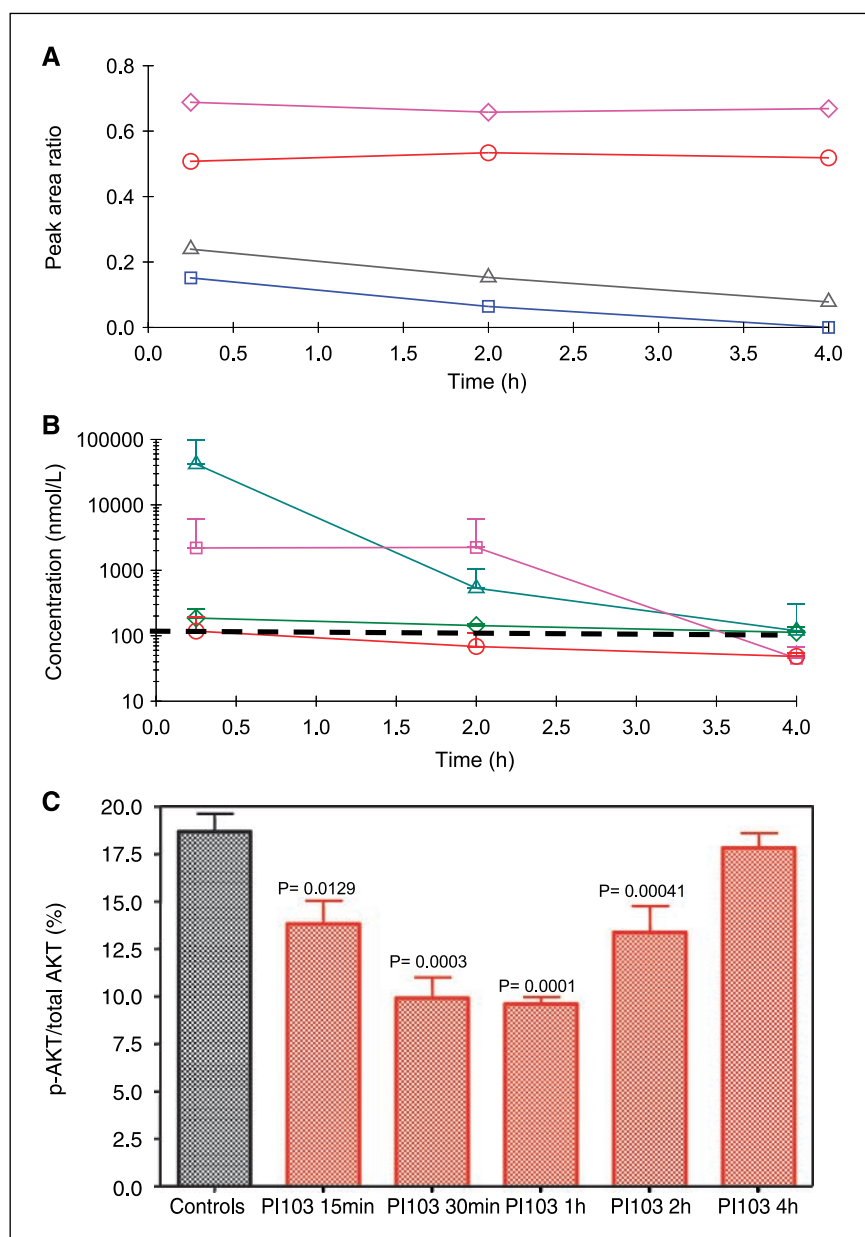 A
0.8
0.6
0.4
0.2
0.0
Peak area ratio
0.0 0.5 1.0 2.0 2.5 3.0 3.5 4.0
Time (h)
B
100000
10000
1000
100
10
Concentration (nmol/L)
0.0 0.5 1.0 2.0 2.5 3.0 3.5 4.0
Time (h)
C
20.0
17.5
15.0
12.5
10.0
7.5
5.0
2.5
0.0
p-AKT/total AKT (%)
P= 0.0129
P= 0.0003
P= 0.0001
P= 0.00041
Controls PI103 15min PI103 30min PI103 1h PI103 2h PI103 4h